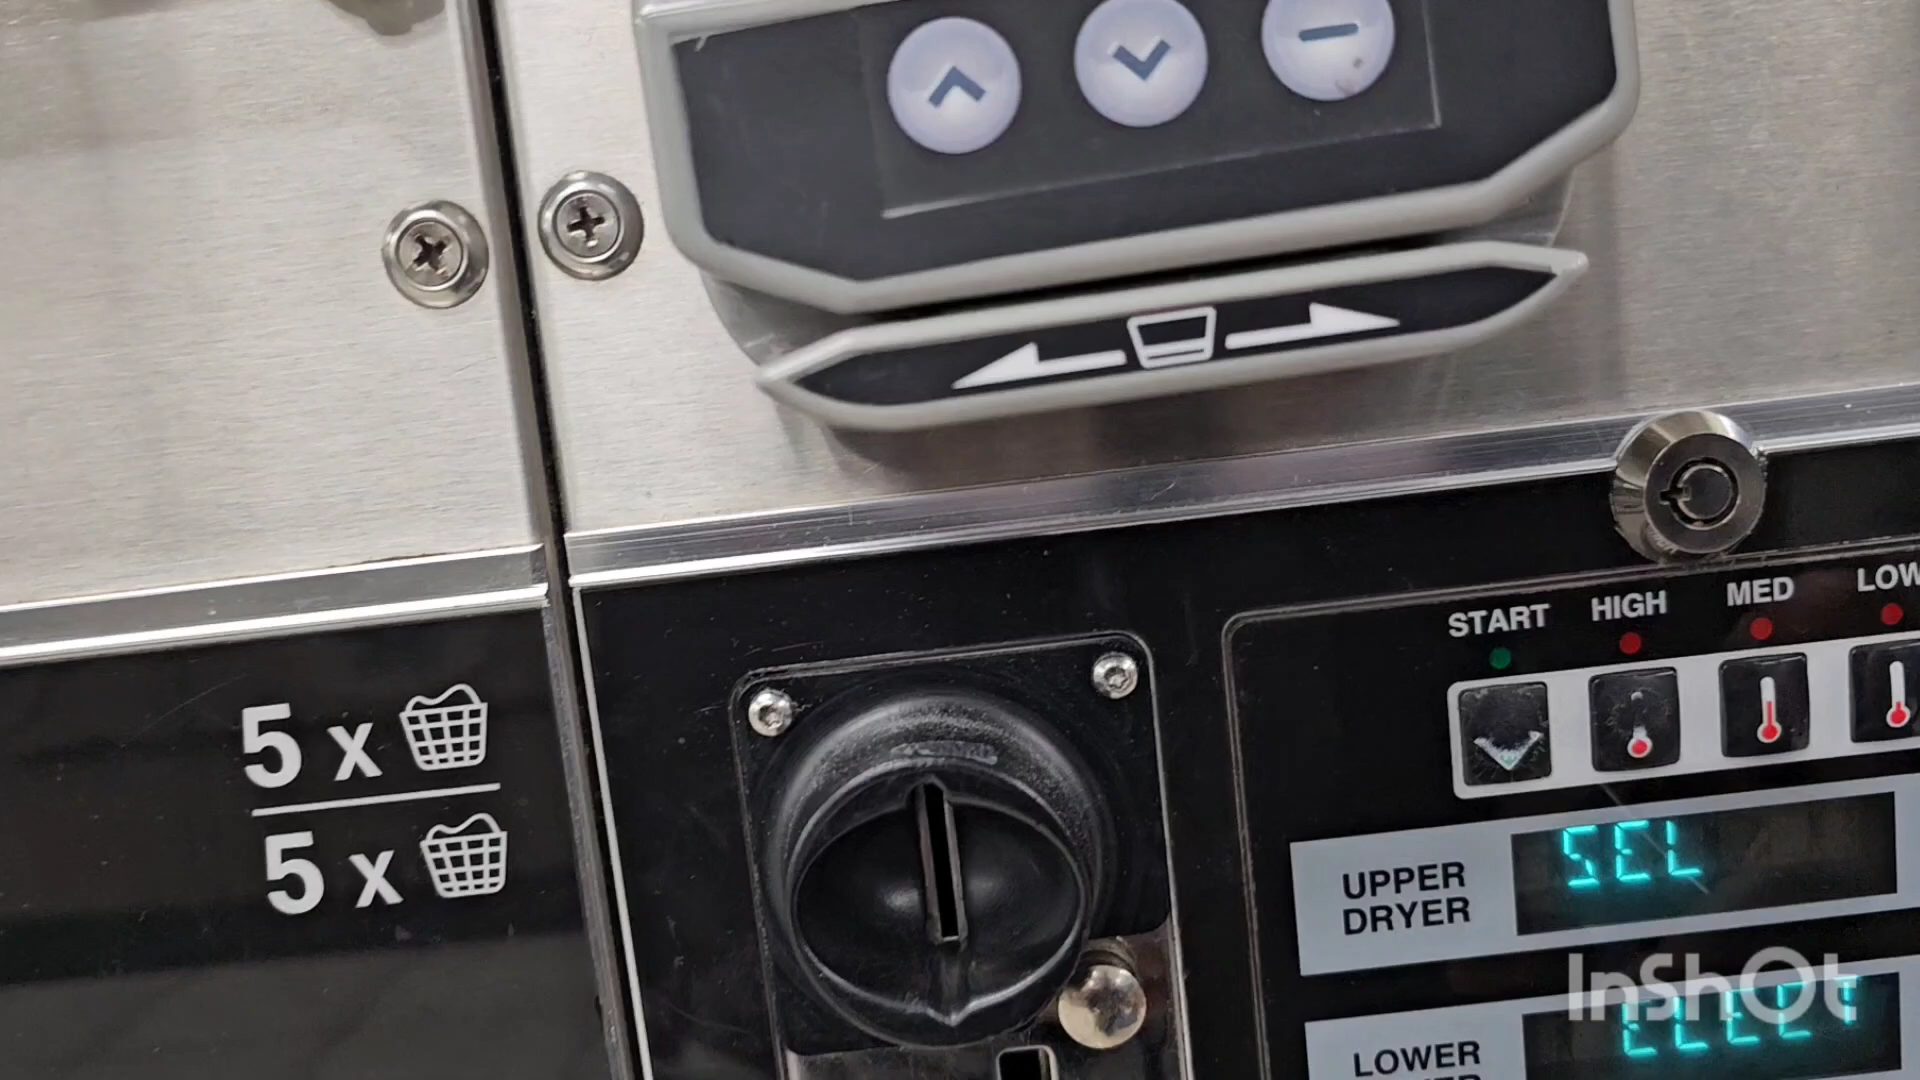 START HIGH MED LOW
5 x
5 x
UPPER
DRYER
SEL
InShOt
LOWER